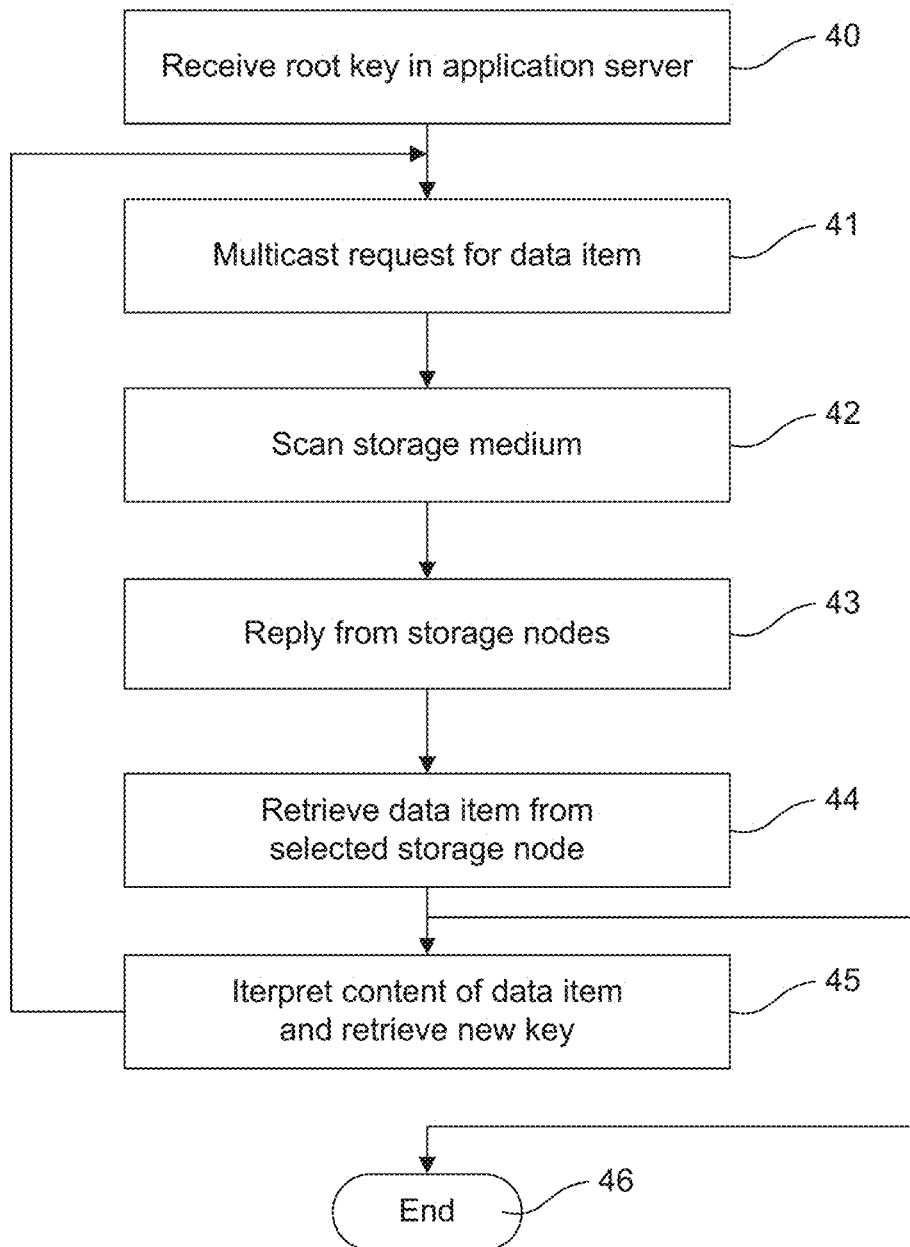 Receive root key in application server
40
Multicast request for data item
41
Scan storage medium
42
Reply from storage nodes
43
Retrieve data item from
selected storage node
44
Iterpret content of data item
and retrieve new key
45
End
46